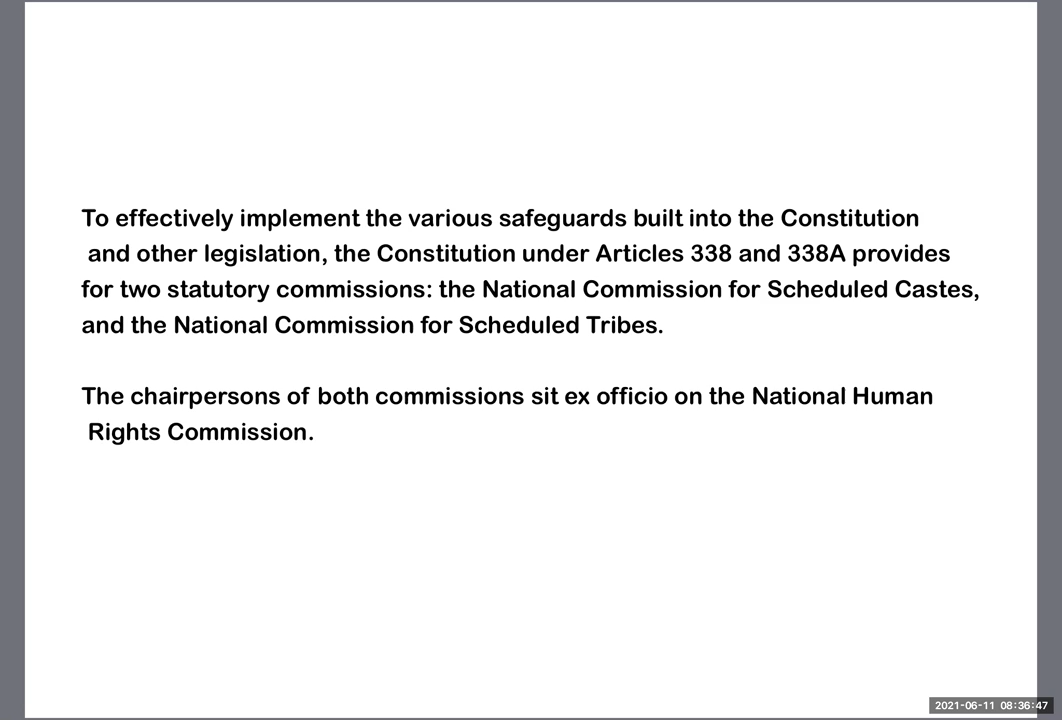 To effectively implement the various safeguards built into the Constitution
and other legislation, the Constitution under Articles 338 and 338A provides
for two statutory commissions: the National Commission for Scheduled Castes,
and the National Commission for Scheduled Tribes.
The chairpersons of both commissions sit ex officio on the National Human
Rights Commission.
2021-06-11 08:36:47